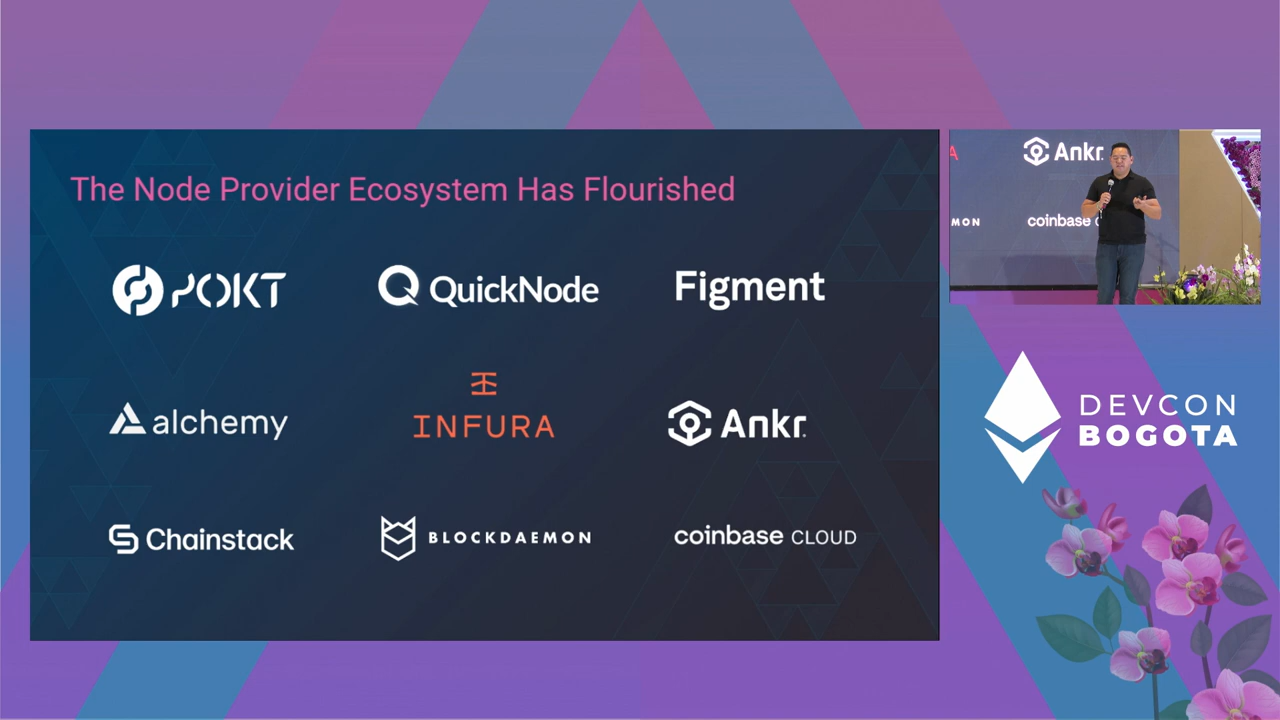 The Node Provider Ecosystem Has Flourished
POKT
QuickNode
Figment
alchemy
INFURA
Ankr.
Chainstack
BLOCKDAEMON
coinbase CLOUD
A
Ankr.
MON
coinbase C
DEVCON
BOGOTA